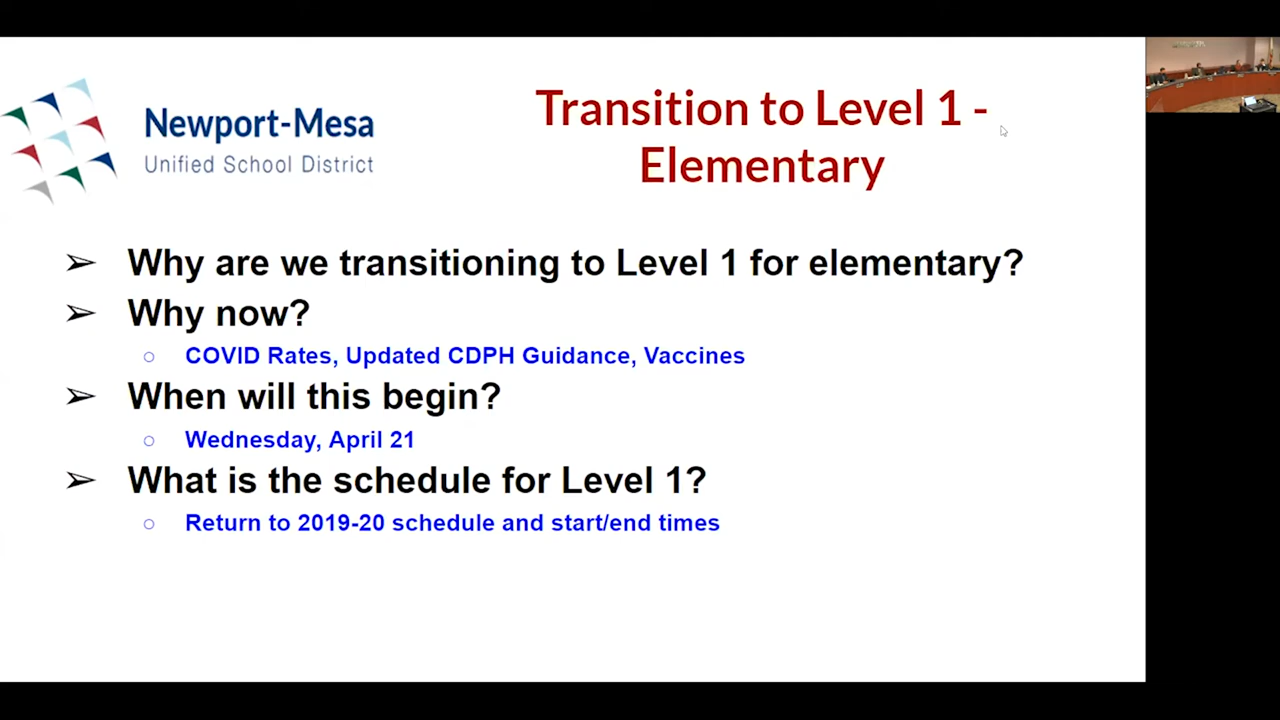 Newport-Mesa
Unified School District
Transition to Level 1 -
Elementary
➢ Why are we transitioning to Level 1 for elementary?
➢ Why now?
○ COVID Rates, Updated CDPH Guidance, Vaccines
➢ When will this begin?
○ Wednesday, April 21
➢ What is the schedule for Level 1?
○ Return to 2019-20 schedule and start/end times